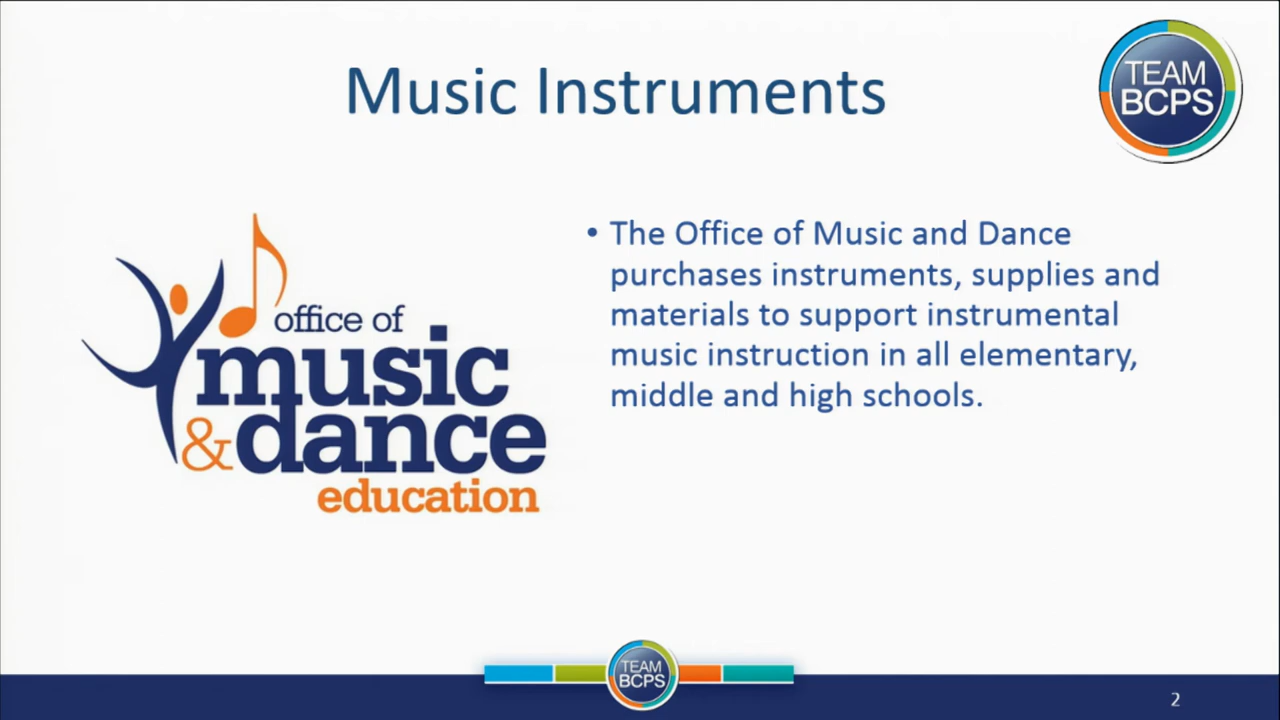 Music Instruments
TEAM
BCPS
office of
music
&dance
education
• The Office of Music and Dance
purchases instruments, supplies and
materials to support instrumental
music instruction in all elementary,
middle and high schools.
TEAM
BCPS
2